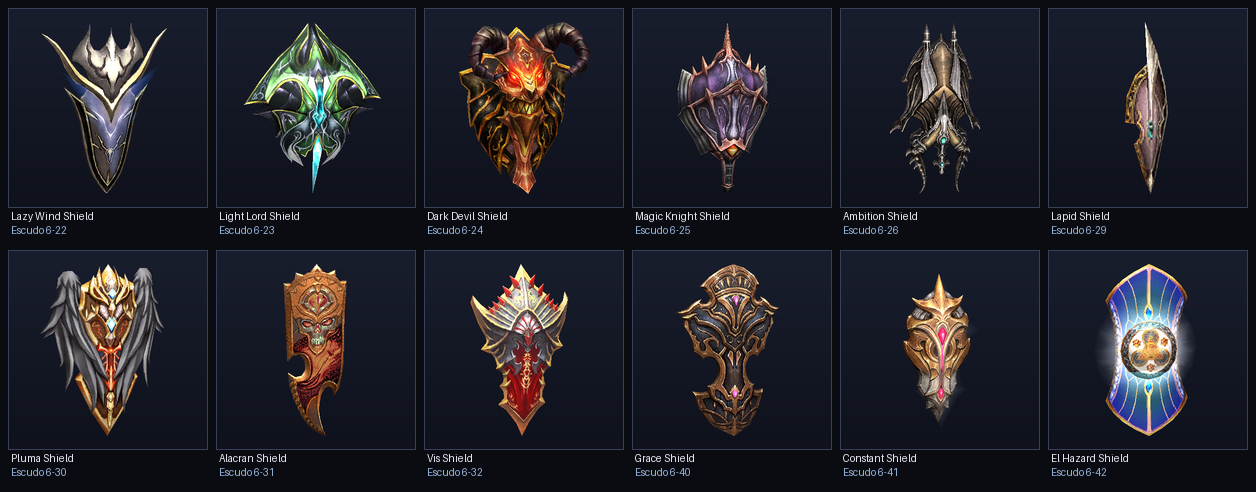 Lazy Wind Shield
Escudo 6-22
Light Lord Shield
Escudo 6-23
Dark Devil Shield
Escudo 6-24
Magic Knight Shield
Escudo 6-25
Ambition Shield
Escudo 6-26
Lapid Shield
Escudo 6-29
Pluma Shield
Escudo 6-30
Alacran Shield
Escudo 6-31
Vis Shield
Escudo 6-32
Grace Shield
Escudo 6-40
Constant Shield
Escudo 6-41
El Hazard Shield
Escudo 6-42